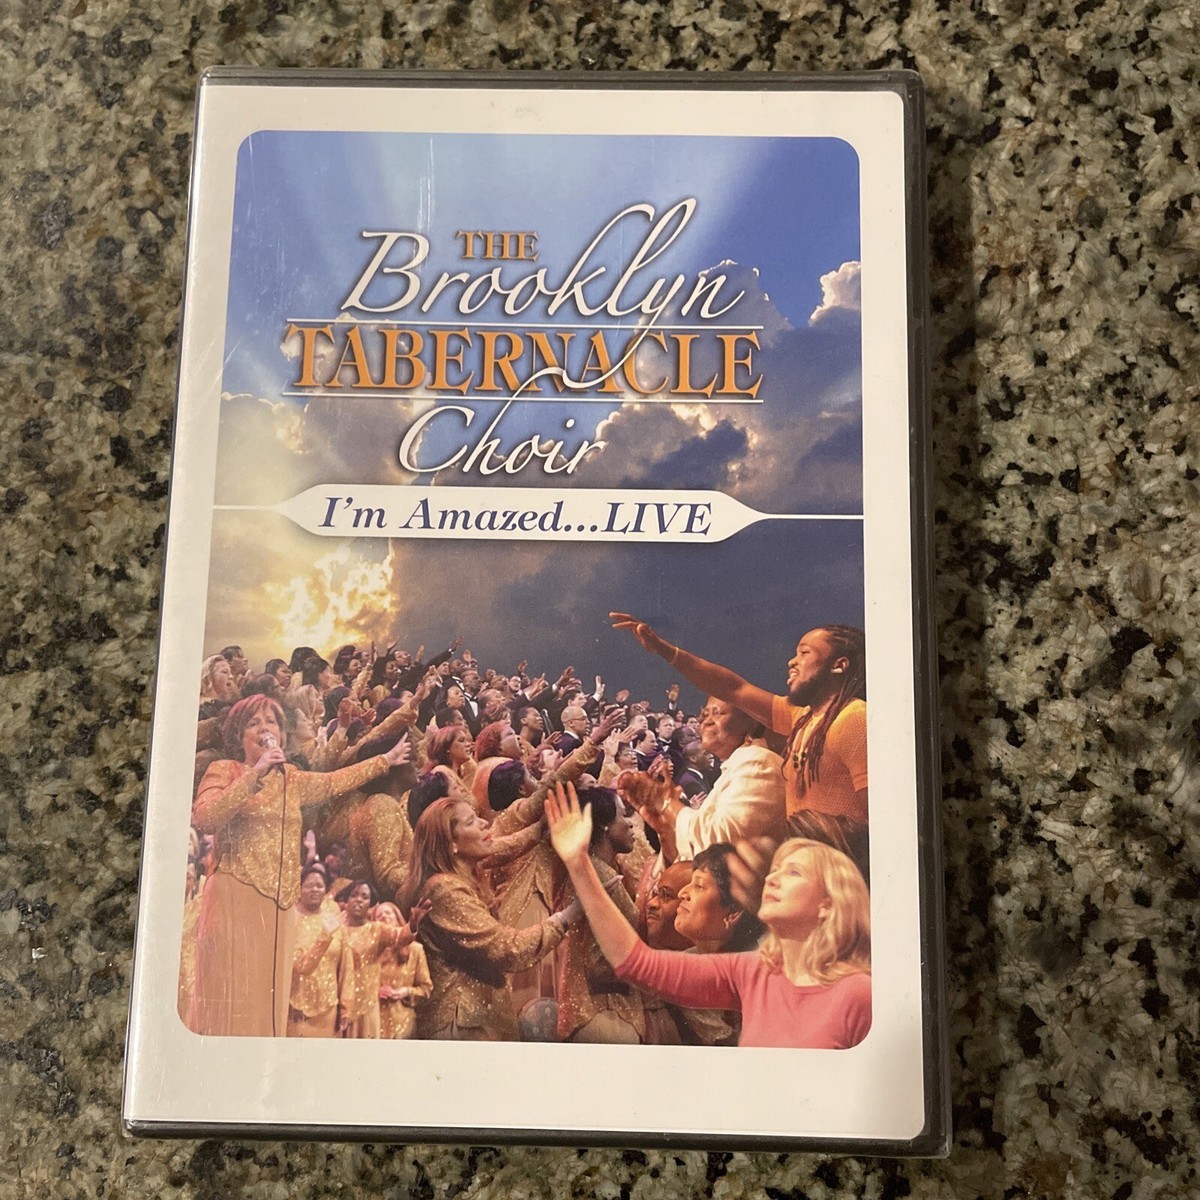 THE
Brooklyn
TABERNACLE
Choir
I'm Amazed...LIVE